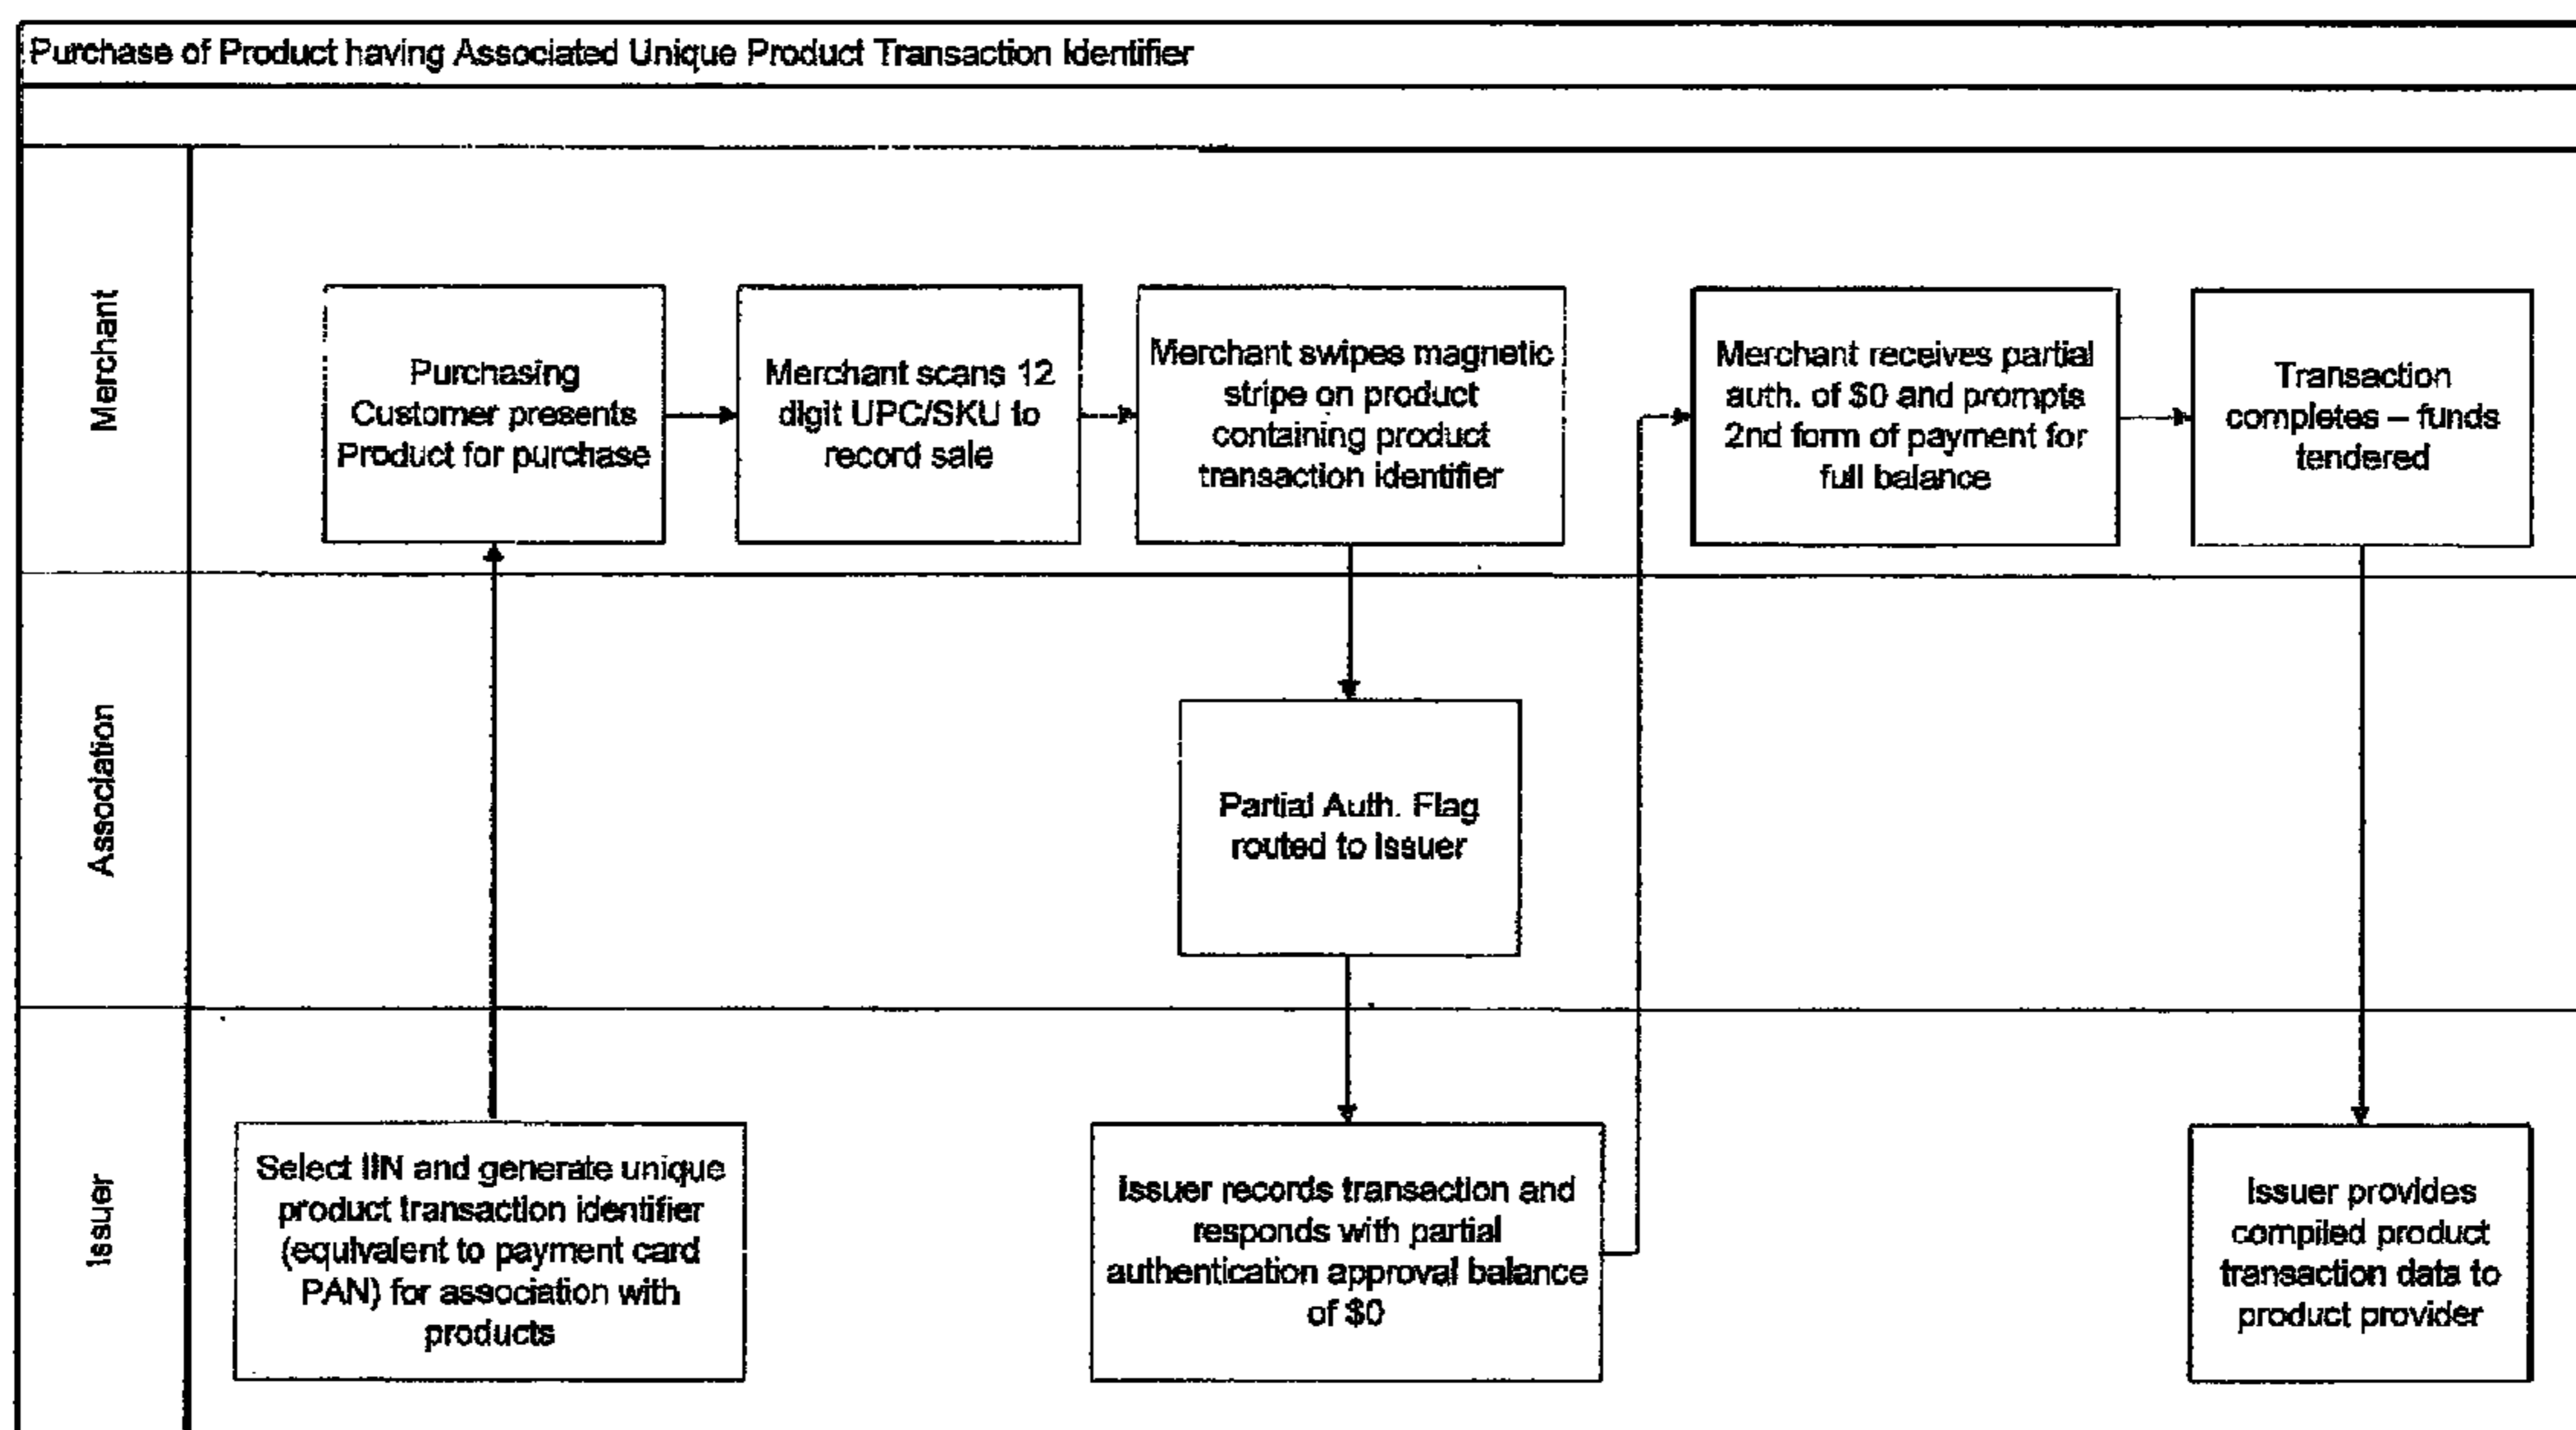 Purchase of Product having Associated Unique Product Transaction Identifier
Merchant
Purchasing
Customer presents
Product for purchase
Merchant scans 12
digit UPC/SKU to
record sale
Merchant swipes magnetic
stripe on product
containing product
transaction identifier
Merchant receives partial
auth. of $0 and prompts
2nd form of payment for
full balance
Transaction
completes – funds
tendered
Association
Partial Auth. Flag
routed to Issuer
Issuer
Select IIN and generate unique
product transaction identifier
(equivalent to payment card
PAN) for association with
products
Issuer records transaction and
responds with partial
authentication approval balance
of $0
Issuer provides
compiled product
transaction data to
product provider